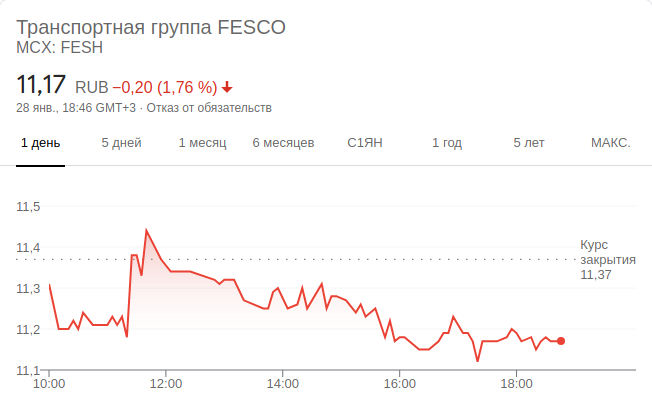 Транспортная группа FESCO
MCX: FESH
11,17 RUB −0,20 (1,76 %)
28 янв., 18:46 GMT+3 · Отказ от обязательств
1 день 5 дней 1 месяц 6 месяцев С1ЯН 1 год 5 лет МАКС.
11,5
11,4
11,3
11,2
11,1
Курс
закрытия
11,37
10:00 12:00 14:00 16:00 18:00